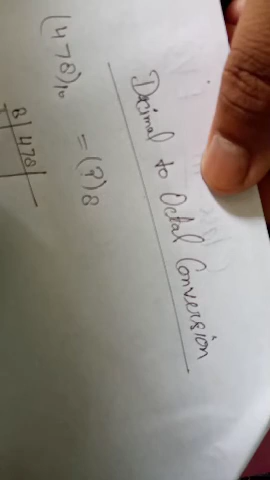 Decimal to Octal Conversion
(478)₁₀ = (?)8
8 478